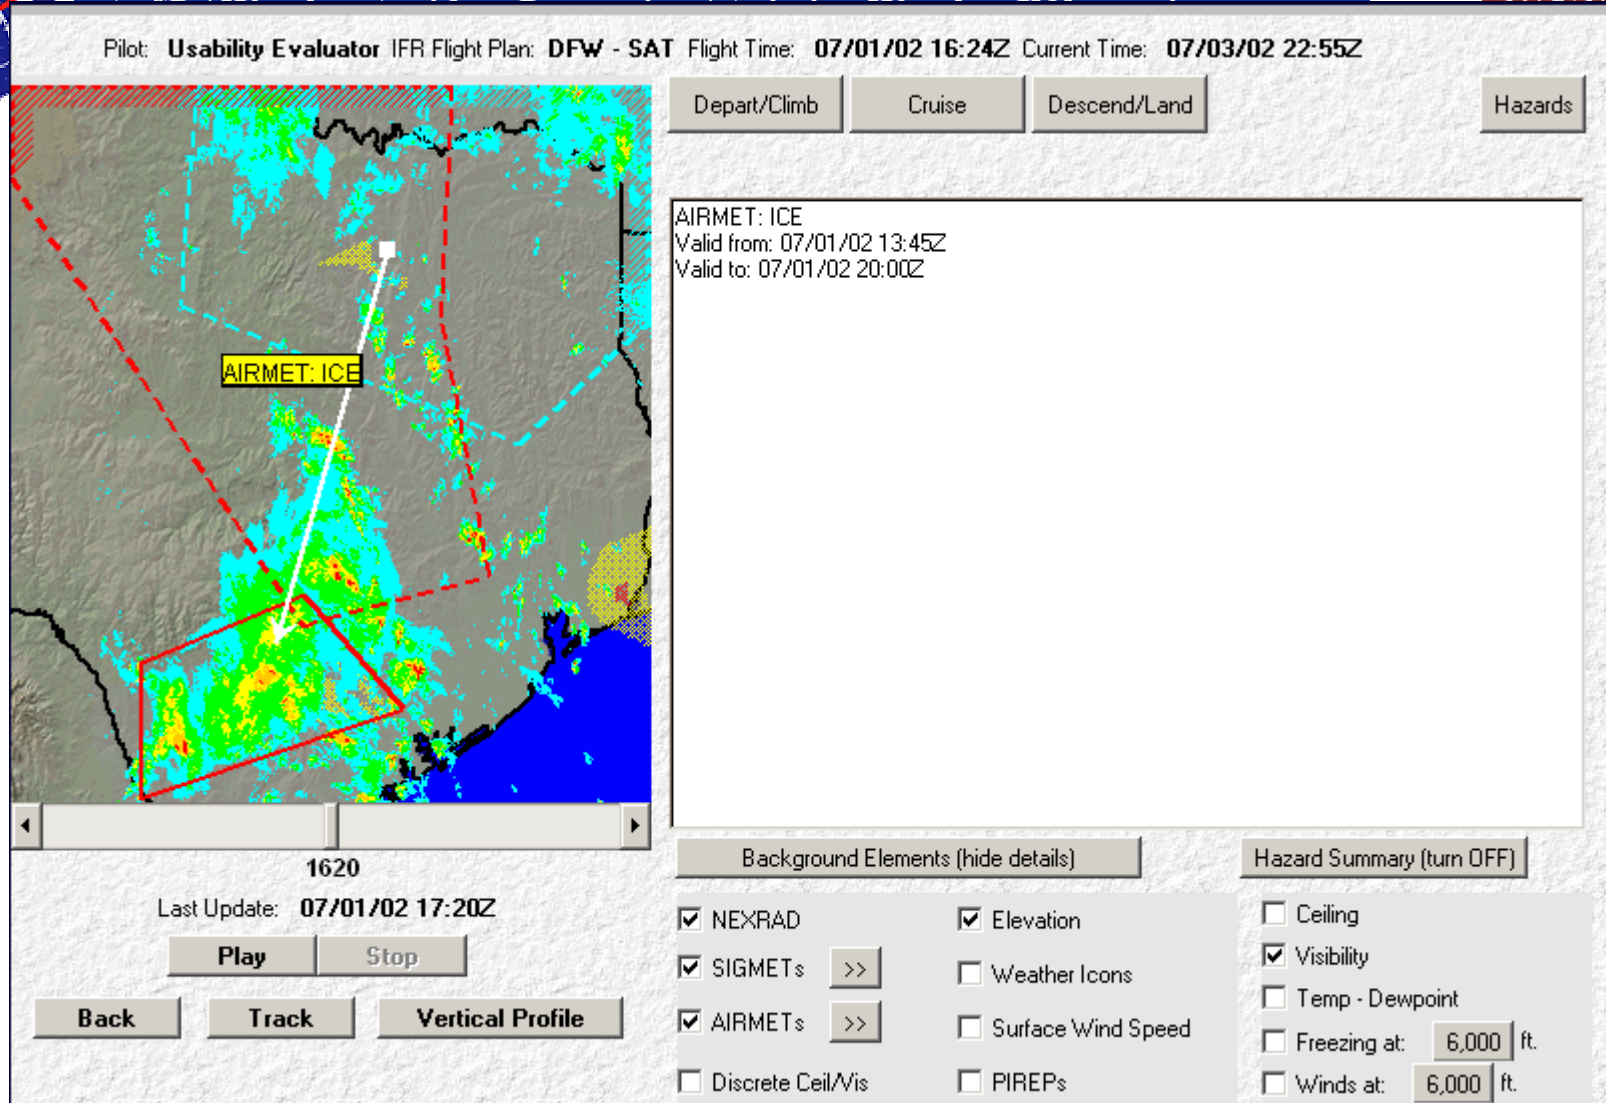 Pilot: Usability Evaluator IFR Flight Plan: DFW - SAT Flight Time: 07/01/02 16:24Z Current Time: 07/03/02 22:55Z
Depart/Climb Cruise Descend/Land Hazards
AIRMET: ICE
Valid from: 07/01/02 13:45Z
Valid to: 07/01/02 20:00Z
AIRMET: ICE
1620
Last Update: 07/01/02 17:20Z
Play Stop
Back Track Vertical Profile
Background Elements (hide details)
NEXRAD
SIGMETs >>
AIRMETs >>
Discrete Ceil/Vis
Elevation
Weather Icons
Surface Wind Speed
PIREPs
Hazard Summary (turn OFF)
Ceiling
Visibility
Temp - Dewpoint
Freezing at: 6,000 ft.
Winds at: 6,000 ft.